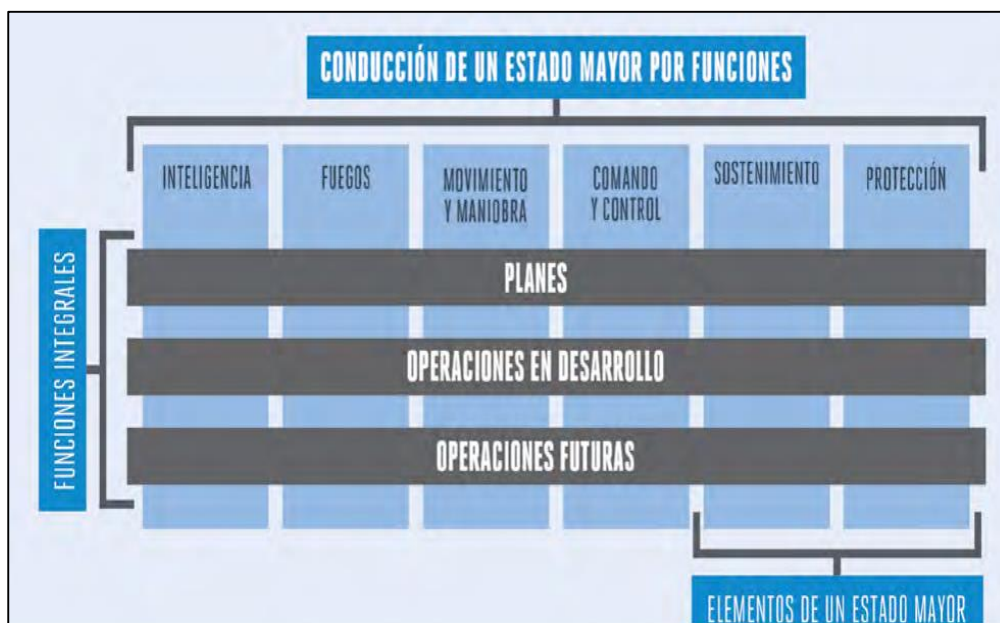 CONDUCCIÓN DE UN ESTADO MAYOR POR FUNCIONES
INTELIGENCIA
FUEGOS
MOVIMIENTO
Y MANIOBRA
COMANDO
Y CONTROL
SOSTENIMIENTO
PROTECCIÓN
FUNCIONES INTEGRALES
PLANES
OPERACIONES EN DESARROLLO
OPERACIONES FUTURAS
ELEMENTOS DE UN ESTADO MAYOR